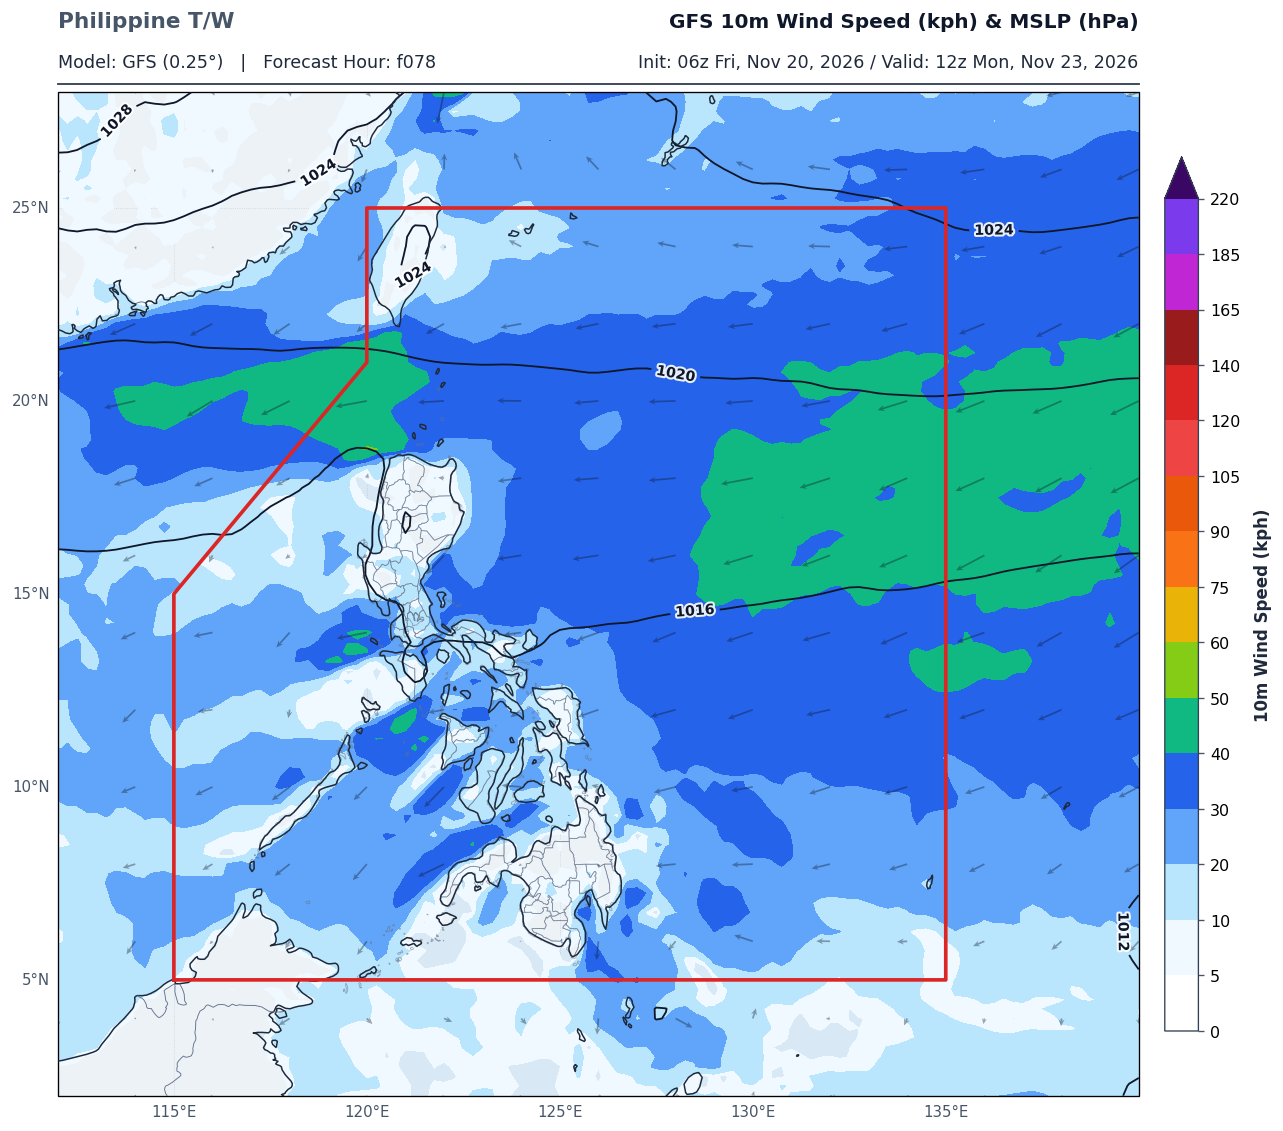 Philippine T/W
GFS 10m Wind Speed (kph) & MSLP (hPa)
Model: GFS (0.25°)   |   Forecast Hour: f078
Init: 06z Fri, Nov 20, 2026 / Valid: 12z Mon, Nov 23, 2026
1028
1024
1024
1024
1020
1016
1012
25°N
20°N
15°N
10°N
5°N
115°E
120°E
125°E
130°E
135°E
220
185
165
140
120
105
90
75
60
50
40
30
20
10
5
0
10m Wind Speed (kph)